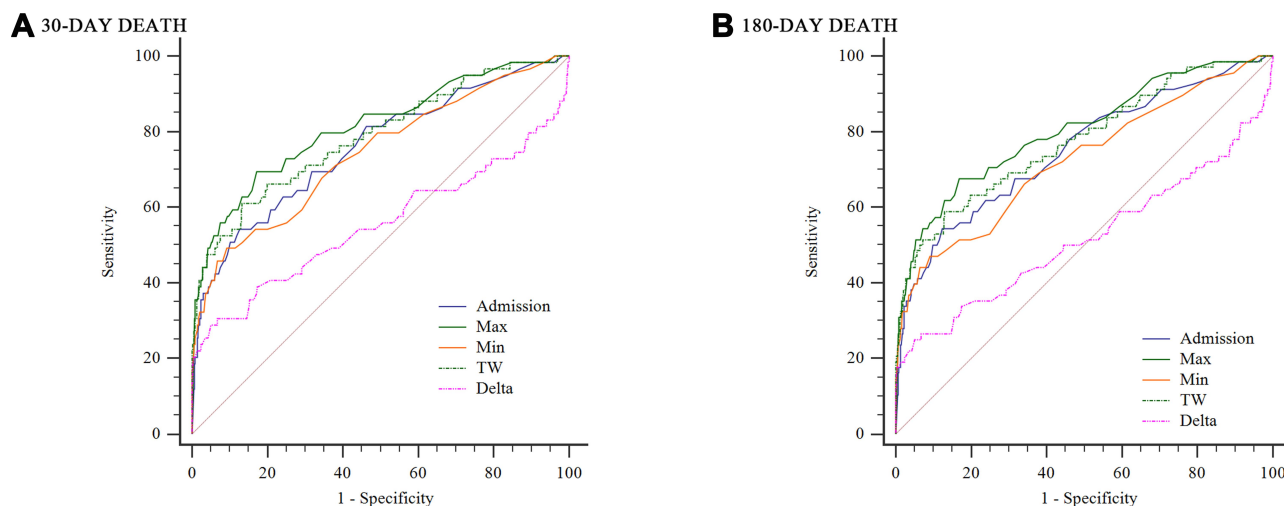 A 30-DAY DEATH
100
80
60
40
20
0
Sensitivity
0 20 40 60 80 100
1 - Specificity
Admission
Max
Min
TW
Delta
B 180-DAY DEATH
100
80
60
40
20
0
Sensitivity
0 20 40 60 80 100
1 - Specificity
Admission
Max
Min
TW
Delta